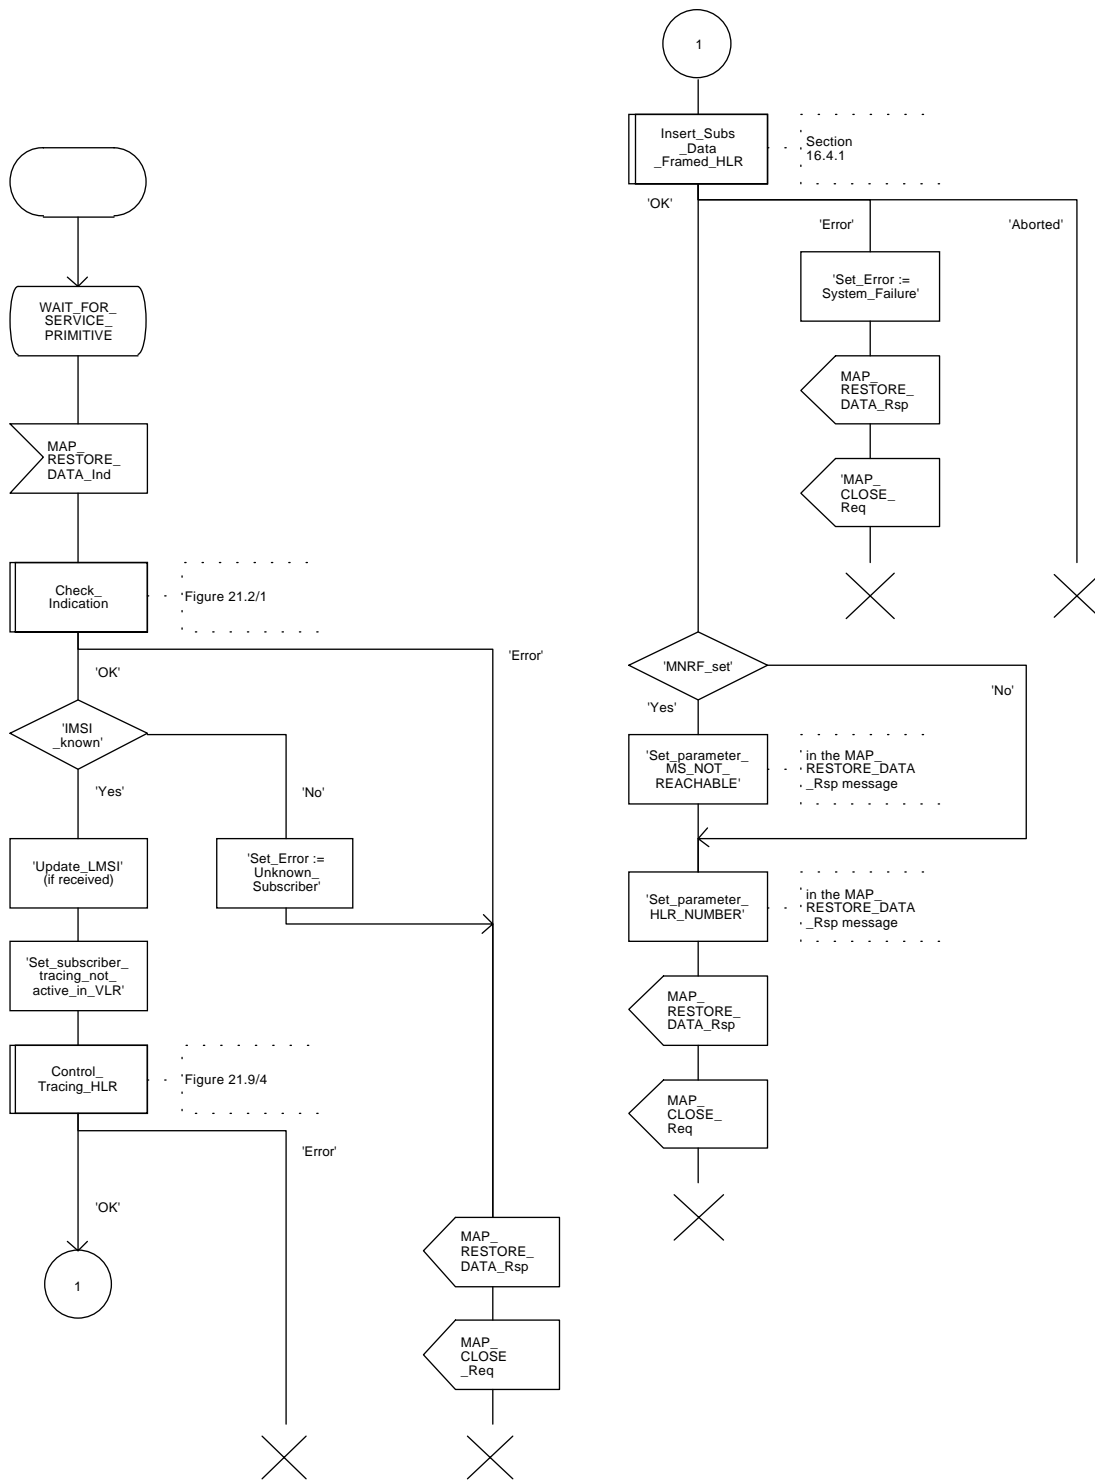 WAIT_FOR_
SERVICE_
PRIMITIVE
MAP_
RESTORE_
DATA_Ind
Check_
Indication
Figure 21.2/1
'Error'
'OK'
'IMSI
_known'
'Yes'
'No'
'Update_LMSI'
(if received)
'Set_Error :=
Unknown_
Subscriber'
'Set_subscriber_
tracing_not_
active_in_VLR'
Control_
Tracing_HLR
Figure 21.9/4
'Error'
'OK'
1
MAP_
RESTORE_
DATA_Rsp
MAP_
CLOSE
_Req
1
Insert_Subs
_Data
_Framed_HLR
Section
16.4.1
'OK'
'Error'
'Aborted'
'Set_Error :=
System_Failure'
MAP_
RESTORE_
DATA_Rsp
'MAP_
CLOSE_
Req
'MNRF_set'
'No'
'Yes'
'Set_parameter_
MS_NOT_
REACHABLE'
in the MAP_
RESTORE_DATA
_Rsp message
'Set_parameter_
HLR_NUMBER'
in the MAP_
RESTORE_DATA
_Rsp message
MAP_
RESTORE_
DATA_Rsp
MAP_
CLOSE_
Req